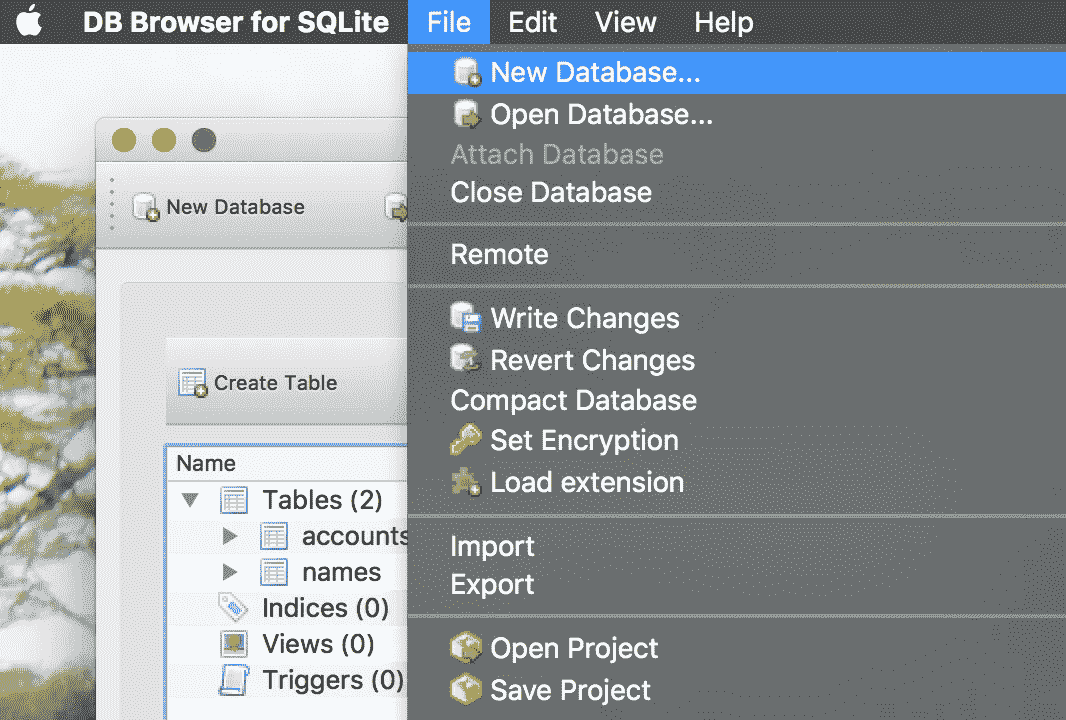 DB Browser for SQLite File Edit View Help
New Database...
Open Database...
Attach Database
Close Database
Remote
Write Changes
Revert Changes
Compact Database
Set Encryption
Load extension
Import
Export
Open Project
Save Project
New Database
Create Table
Name
Tables (2)
accounts
names
Indices (0)
Views (0)
Triggers (0)